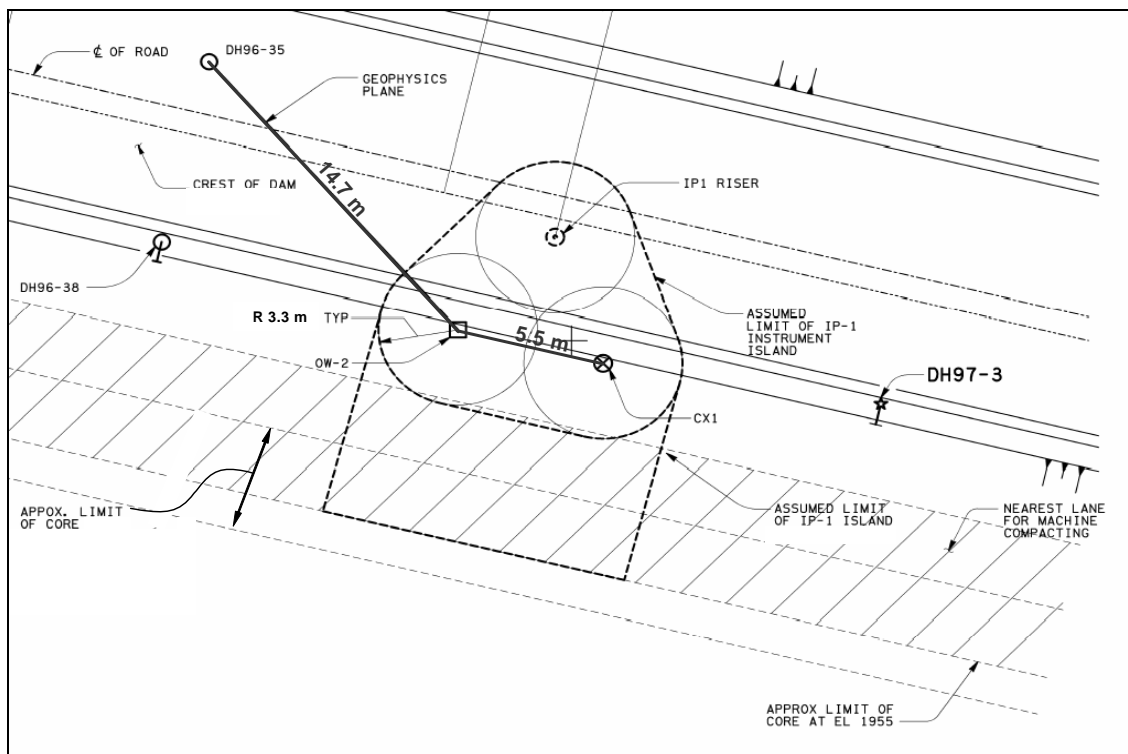 ℄ OF ROAD
DH96-35
GEOPHYSICS
PLANE
14.7 m
CREST OF DAM
IP1 RISER
DH96-38
R 3.3 m TYP
OW-2
5.5 m
ASSUMED
LIMIT OF IP-1
INSTRUMENT
ISLAND
DH97-3
CX1
APPOX. LIMIT
OF CORE
ASSUMED LIMIT
OF IP-1 ISLAND
NEAREST LANE
FOR MACHINE
COMPACTING
APPROX LIMIT OF
CORE AT EL 1955